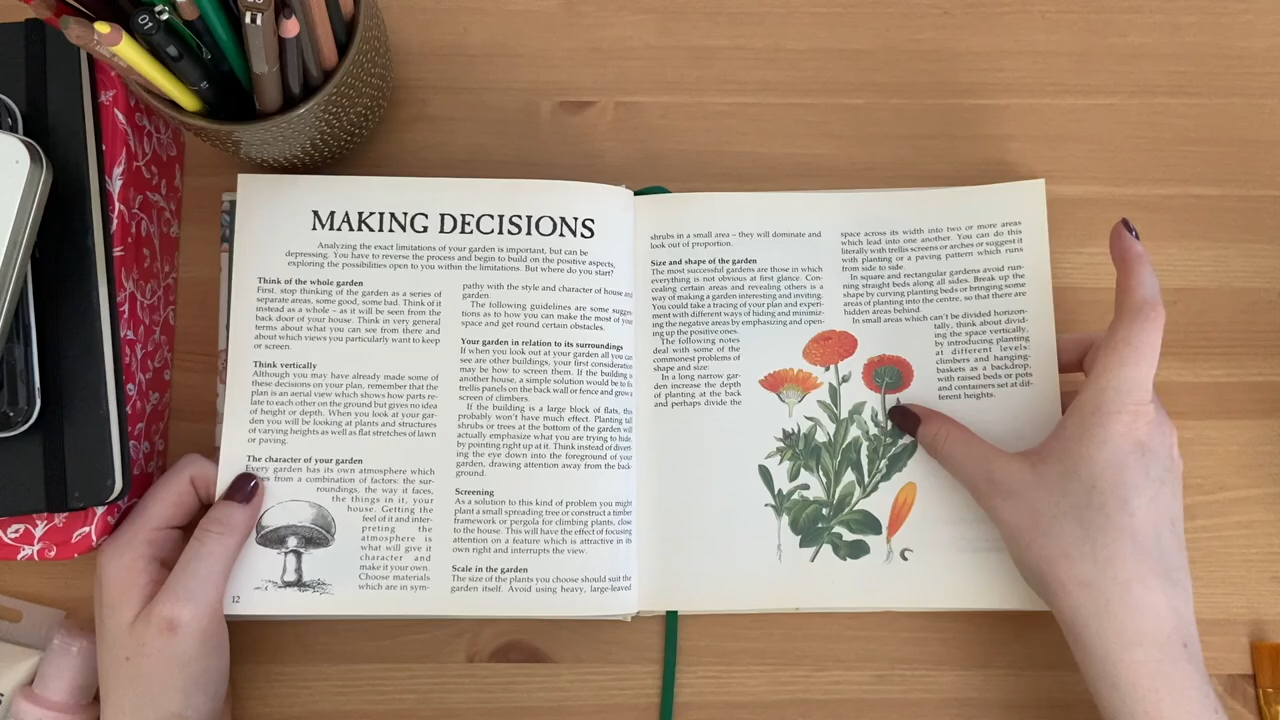 01
MAKING DECISIONS
Analyzing the exact limitations of your garden is important, but can be
depressing. You have to reverse the process and begin to build on the positive aspects,
exploring the possibilities open to you within the limitations. But where do you start?
Think of the whole garden
First, stop thinking of the garden as a series of
separate areas, some good, some bad. Think of it
instead as a whole – as it will be seen from the
back door of your house. Think in very general
terms about what you can see from there and
about which views you particularly want to keep
or screen.
Think vertically
Although you may have already made some of
these decisions on your plan, remember that the
plan is an aerial view which shows how parts re-
late to each other on the ground but gives no idea
of height or depth. When you look at your gar-
den you will be looking at plants and structures
of varying heights as well as flat stretches of lawn
or paving.
The character of your garden
Every garden has its own atmosphere which
from a combination of factors: the sur-
roundings, the way it faces,
the things in it, your
house. Getting the
feel of it and inter-
preting the
atmosphere is
what will give it
character and
make it your own.
Choose materials
which are in sym-
12
pathy with the style and character of house and
garden.
The following guidelines are some sugges-
tions as to how you can make the most of your
space and get round certain obstacles.
Your garden in relation to its surroundings
If when you look out at your garden all you can
see are other buildings, your first consideration
may be how to screen them. If the building is
another house, a simple solution would be to fix
trellis panels on the back wall or fence and grow a
screen of climbers.
If the building is a large block of flats, this
probably won't have much effect. Planting tall
shrubs or trees at the bottom of the garden will
actually emphasize what you are trying to hide,
by pointing right up at it. Think instead of divert-
ing the eye down into the foreground of your
garden, drawing attention away from the back-
ground.
Screening
As a solution to this kind of problem you might
plant a small spreading tree or construct a timber
framework or pergola for climbing plants, close
to the house. This will have the effect of focusing
attention on a feature which is attractive in its
own right and interrupts the view.
Scale in the garden
The size of the plants you choose should suit the
garden itself. Avoid using heavy, large-leaved
shrubs in a small area – they will dominate and
look out of proportion.
Size and shape of the garden
The most successful gardens are those in which
everything is not obvious at first glance. Con-
cealing certain areas and revealing others is a
way of making a garden interesting and inviting.
You could take a tracing of your plan and experi-
ment with different ways of hiding and minimiz-
ing the negative areas by emphasizing and open-
ing up the positive ones.
The following notes
deal with some of the
commonest problems of
shape and size:
In a long narrow gar-
den increase the depth
of planting at the back
and perhaps divide the
space across its width into two or more areas
which lead into one another. You can do this
literally with trellis screens or arches or suggest it
with planting or a paving pattern which runs
from side to side.
In square and rectangular gardens avoid run-
ning straight beds along all sides. Break up the
shape by curving planting beds or bringing some
areas of planting into the centre, so that there are
hidden areas behind.
In small areas which can't be divided horizon-
tally, think about divid-
ing the space vertically,
by introducing planting
at different levels:
climbers and hanging-
baskets as a backdrop,
with raised beds or pots
and containers set at dif-
ferent heights.